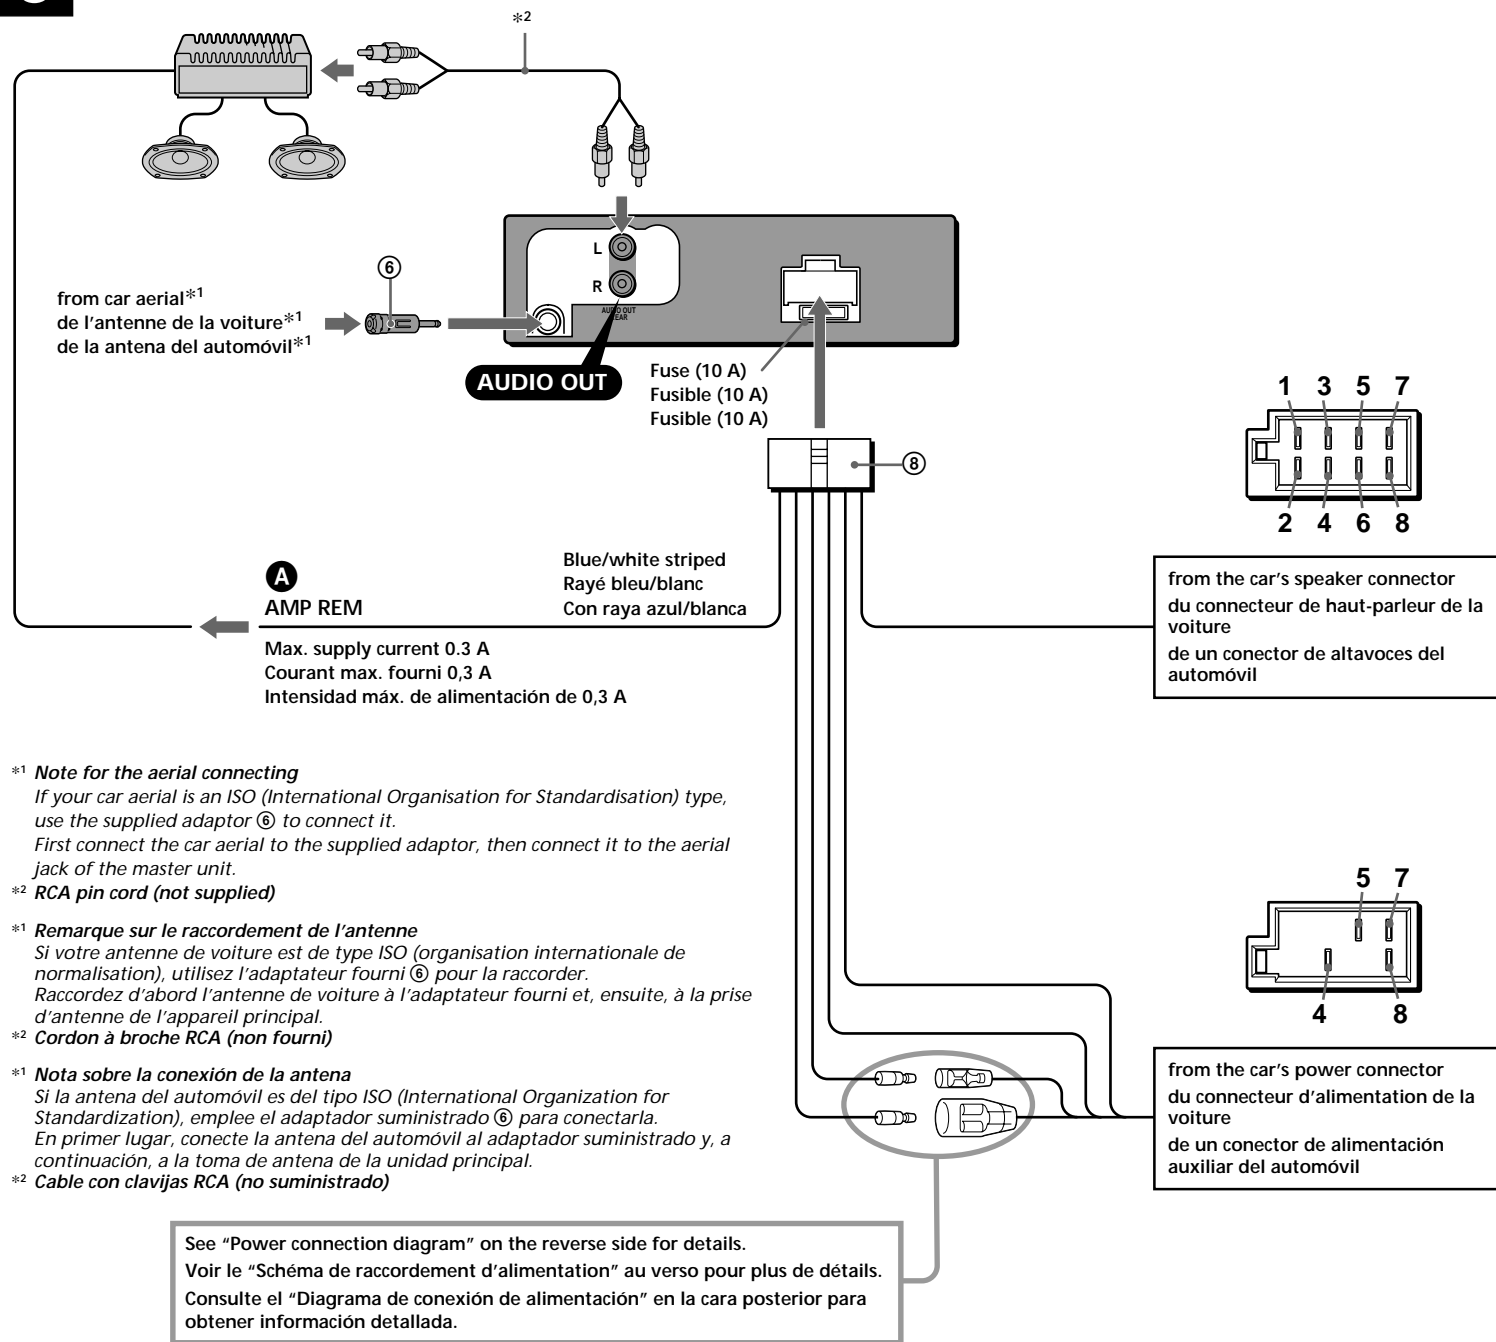 *2
L
R
AUDIO OUT
REAR
⑥
from car aerial*1
de l'antenne de la voiture*1
de la antena del automóvil*1
AUDIO OUT
Fuse (10 A)
Fusible (10 A)
Fusible (10 A)
1 3 5 7
2 4 6 8
⑧
Blue/white striped
Rayé bleu/blanc
Con raya azul/blanca
A
AMP REM
Max. supply current 0.3 A
Courant max. fourni 0,3 A
Intensidad máx. de alimentación de 0,3 A
from the car's speaker connector
du connecteur de haut-parleur de la
voiture
de un conector de altavoces del
automóvil
*1 Note for the aerial connecting
If your car aerial is an ISO (International Organisation for Standardisation) type,
use the supplied adaptor ⑥ to connect it.
First connect the car aerial to the supplied adaptor, then connect it to the aerial
jack of the master unit.
*2 RCA pin cord (not supplied)
*1 Remarque sur le raccordement de l'antenne
Si votre antenne de voiture est de type ISO (organisation internationale de
normalisation), utilisez l'adaptateur fourni ⑥ pour la raccorder.
Raccordez d'abord l'antenne de voiture à l'adaptateur fourni et, ensuite, à la prise
d'antenne de l'appareil principal.
*2 Cordon à broche RCA (non fourni)
*1 Nota sobre la conexión de la antena
Si la antena del automóvil es del tipo ISO (International Organization for
Standardization), emplee el adaptador suministrado ⑥ para conectarla.
En primer lugar, conecte la antena del automóvil al adaptador suministrado y, a
continuación, a la toma de antena de la unidad principal.
*2 Cable con clavijas RCA (no suministrado)
5 7
4 8
from the car's power connector
du connecteur d'alimentation de la
voiture
de un conector de alimentación
auxiliar del automóvil
See “Power connection diagram” on the reverse side for details.
Voir le “Schéma de raccordement d'alimentation” au verso pour plus de détails.
Consulte el “Diagrama de conexión de alimentación” en la cara posterior para
obtener información detallada.